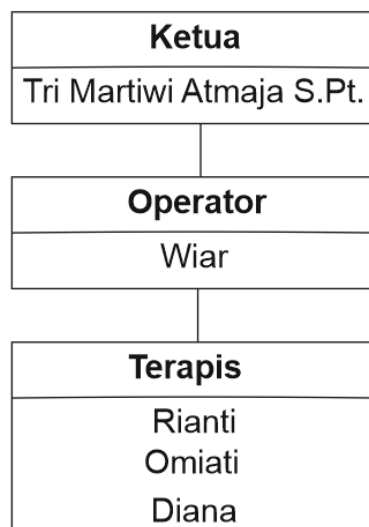 Ketua
Tri Martiwi Atmaja S.Pt.
Operator
Wiar
Terapis
Rianti
Omiati
Diana